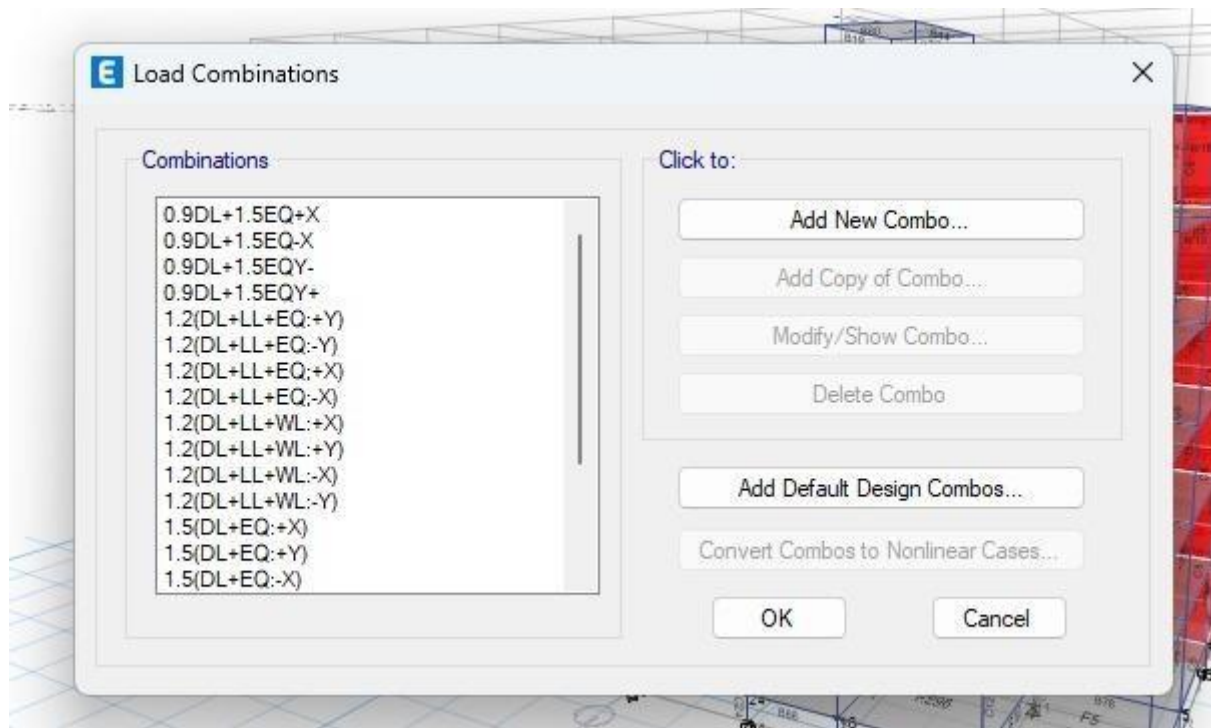 E Load Combinations
Combinations
0.9DL+1.5EQ+X
0.9DL+1.5EQ-X
0.9DL+1.5EQY-
0.9DL+1.5EQY+
1.2(DL+LL+EQ:+Y)
1.2(DL+LL+EQ:-Y)
1.2(DL+LL+EQ;+X)
1.2(DL+LL+EQ;-X)
1.2(DL+LL+WL:+X)
1.2(DL+LL+WL:+Y)
1.2(DL+LL+WL:-X)
1.2(DL+LL+WL:-Y)
1.5(DL+EQ:+X)
1.5(DL+EQ:+Y)
1.5(DL+EQ:-X)
Click to:
Add New Combo...
Add Copy of Combo...
Modify/Show Combo...
Delete Combo
Add Default Design Combos...
Convert Combos to Nonlinear Cases...
OK
Cancel